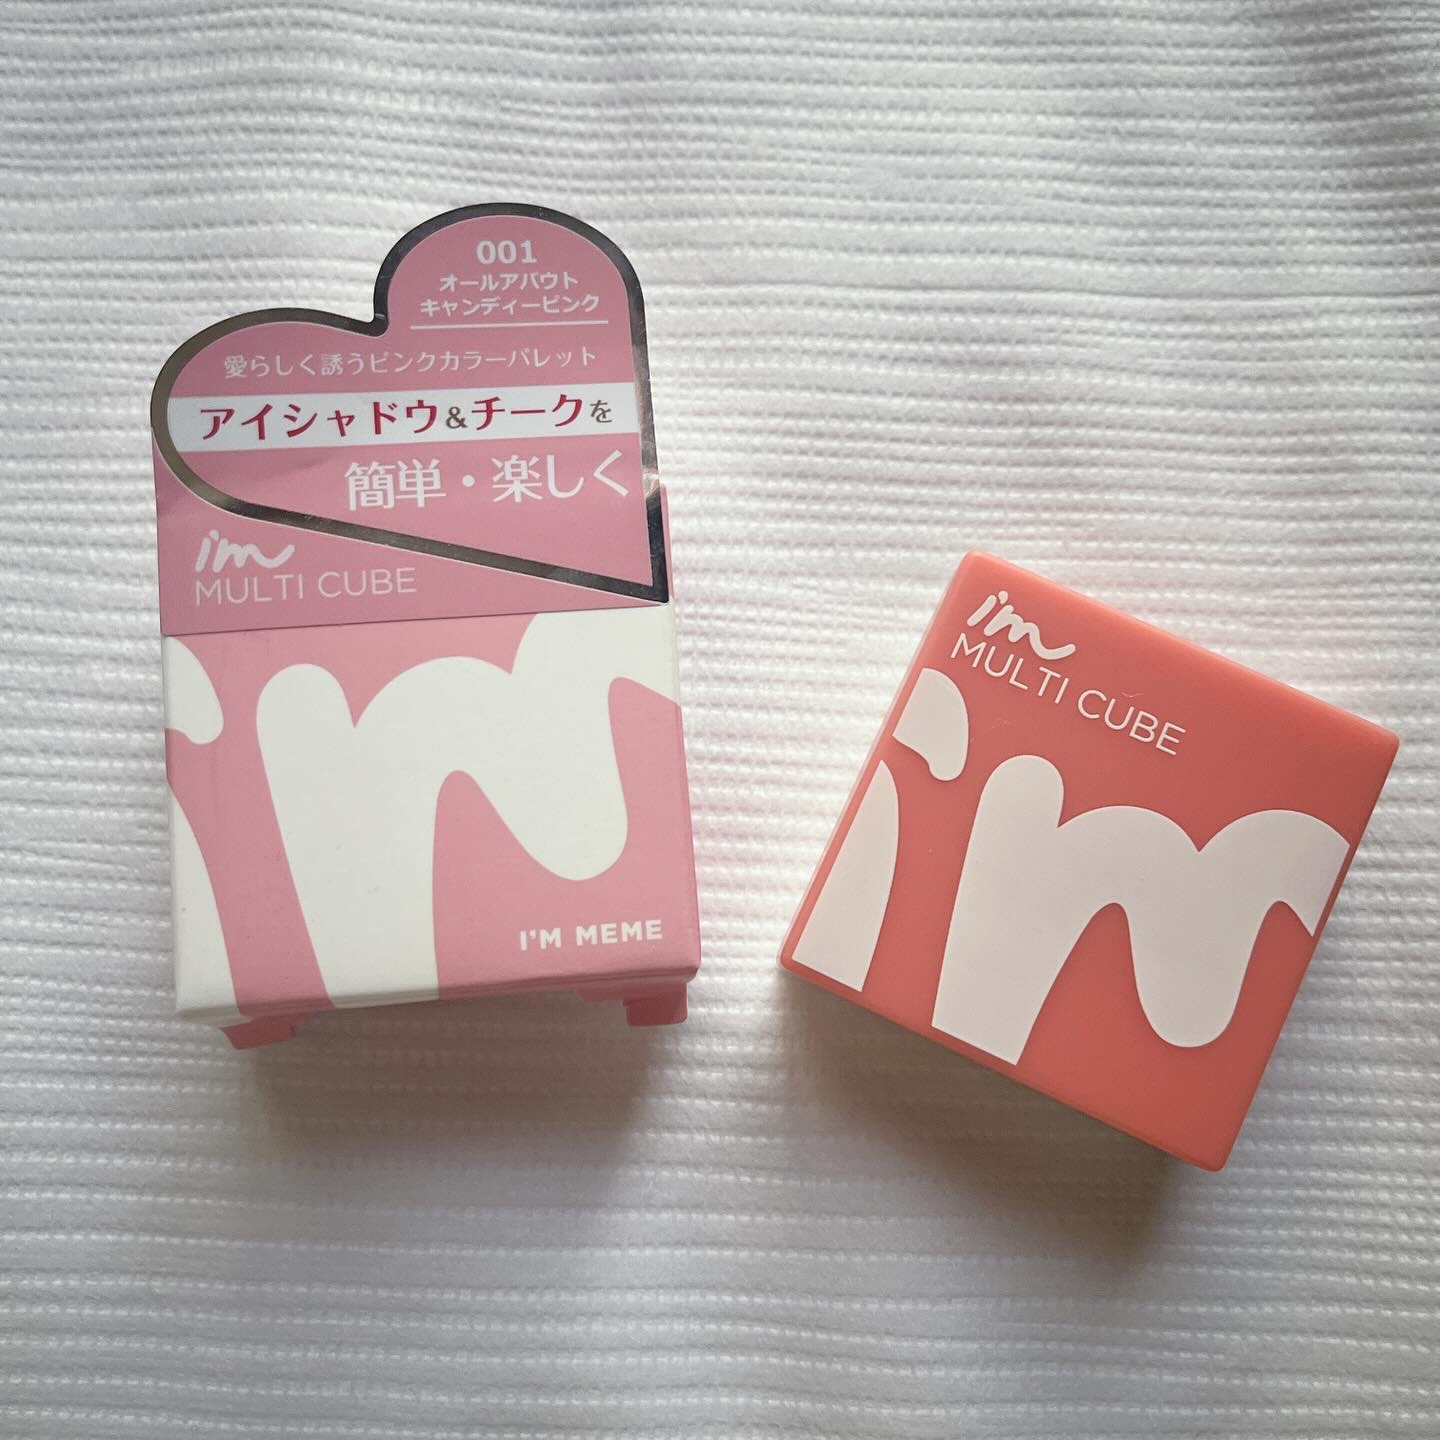 001
オールアバウト
キャンディーピンク
愛らしく誘うピンクカラーパレット
アイシャドウ&チークを
簡単・楽しく
i'm
MULTI CUBE
i'm
I'M MEME
i'm
MULTI CUBE
i'm